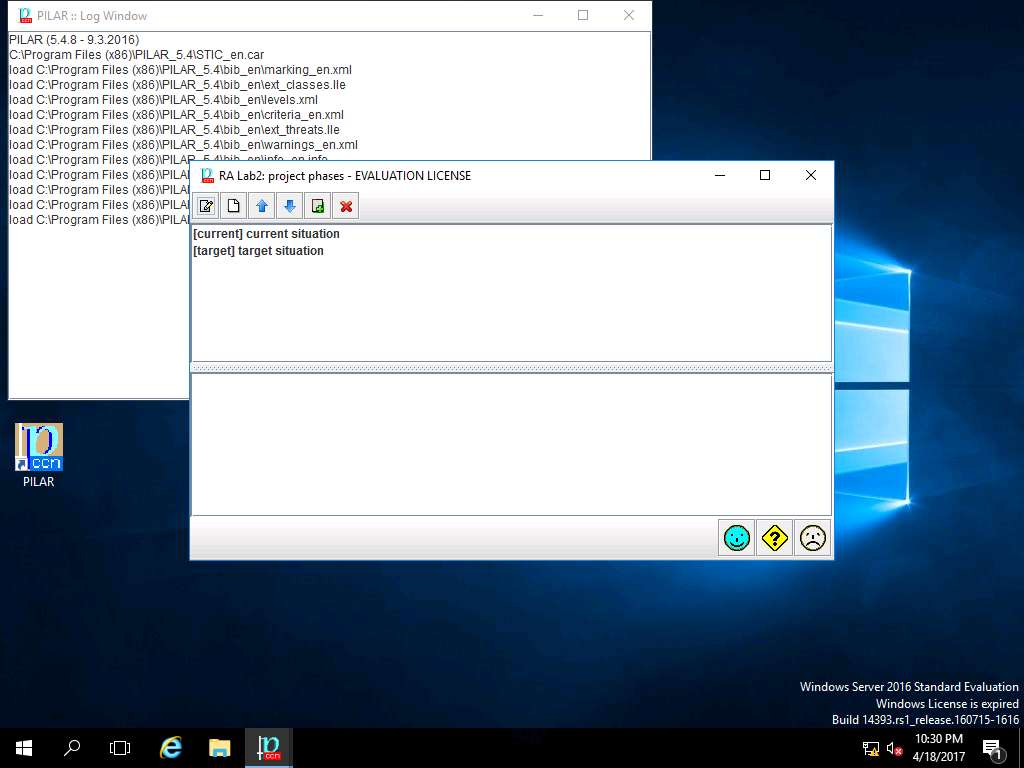 PILAR :: Log Window
PILAR (5.4.8 - 9.3.2016)
C:\Program Files (x86)\PILAR_5.4\STIC_en.car
load C:\Program Files (x86)\PILAR_5.4\bib_en\marking_en.xml
load C:\Program Files (x86)\PILAR_5.4\bib_en\ext_classes.lle
load C:\Program Files (x86)\PILAR_5.4\bib_en\levels.xml
load C:\Program Files (x86)\PILAR_5.4\bib_en\criteria_en.xml
load C:\Program Files (x86)\PILAR_5.4\bib_en\ext_threats.lle
load C:\Program Files (x86)\PILAR_5.4\bib_en\warnings_en.xml
load C:\Program Files (x86)\PILAR_5.4\bib_en\info_en.info
load C:\Program Files (x86)\PILA
load C:\Program Files (x86)\PILA
load C:\Program Files (x86)\PILA
load C:\Program Files (x86)\PILA
RA Lab2: project phases - EVALUATION LICENSE
[current] current situation
[target] target situation
ccn
PILAR
Windows Server 2016 Standard Evaluation
Windows License is expired
Build 14393.rs1_release.160715-1616
ccn
10:30 PM
4/18/2017
1